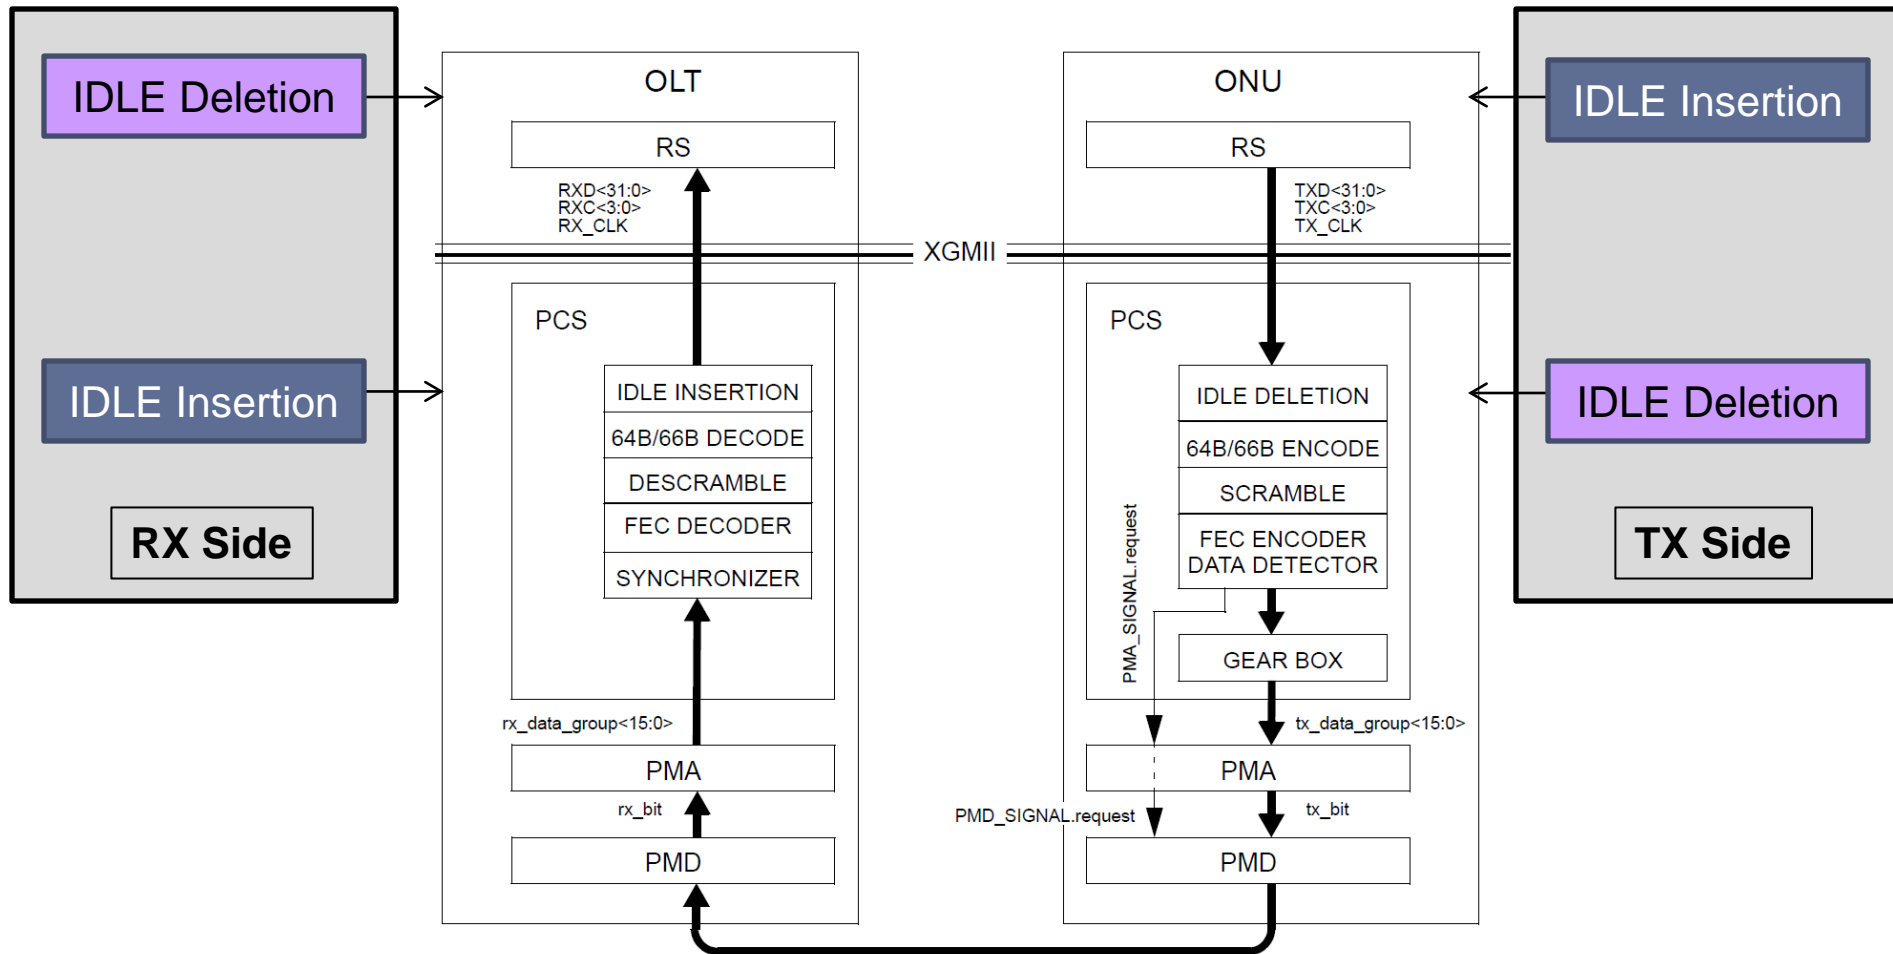 IDLE Deletion
IDLE Insertion
RX Side
OLT
RS
RXD<31:0>
RXC<3:0>
RX_CLK
XGMII
PCS
IDLE INSERTION
64B/66B DECODE
DESCRAMBLE
FEC DECODER
SYNCHRONIZER
rx_data_group<15:0>
PMA
rx_bit
PMD
ONU
RS
TXD<31:0>
TXC<3:0>
TX_CLK
PCS
IDLE DELETION
64B/66B ENCODE
SCRAMBLE
FEC ENCODER
DATA DETECTOR
PMA_SIGNAL.request
GEAR BOX
tx_data_group<15:0>
PMA
PMD_SIGNAL.request
tx_bit
PMD
IDLE Insertion
IDLE Deletion
TX Side